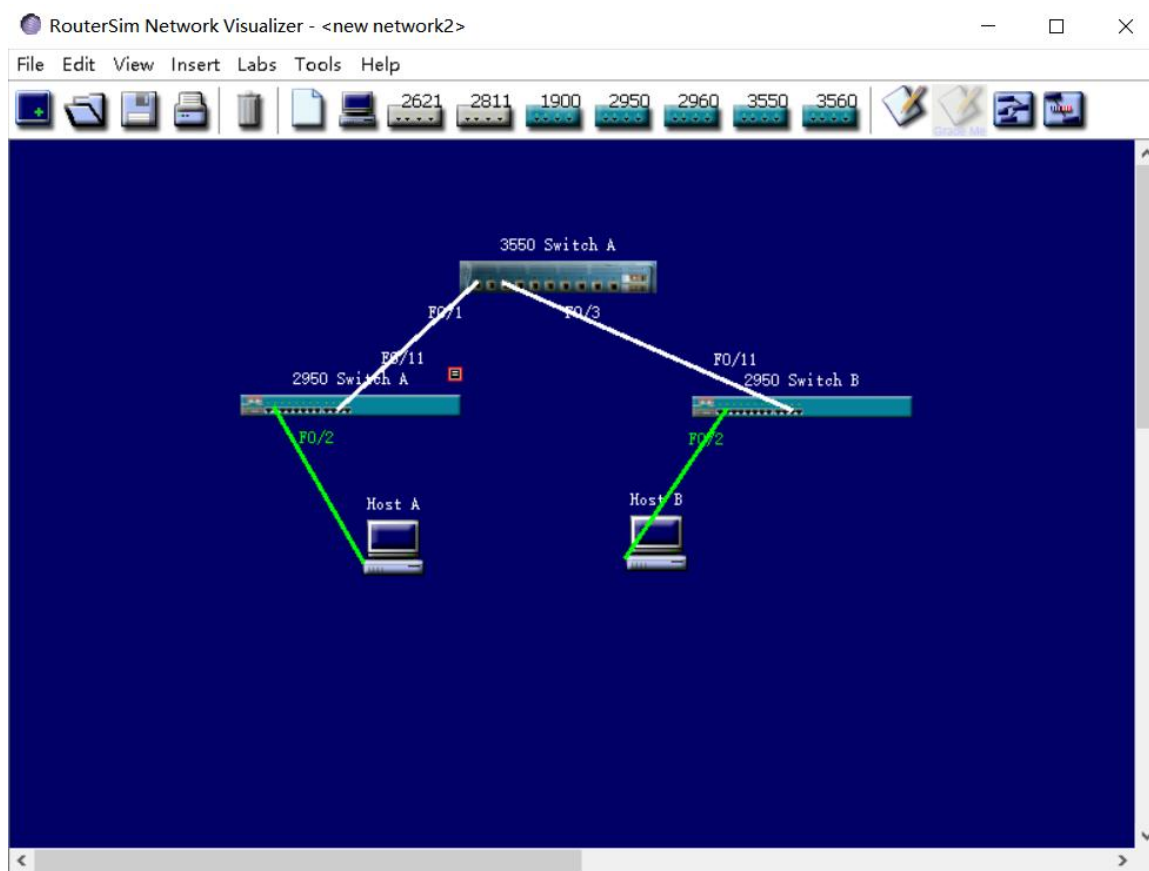 RouterSim Network Visualizer - <new network2>
File Edit View Insert Labs Tools Help
2621 2811 1900 2950 2960 3550 3560
Grade Me
3550 Switch A
F0/1
F0/3
F0/11
F0/11
2950 Switch A
2950 Switch B
F0/2
F0/2
Host A
Host B